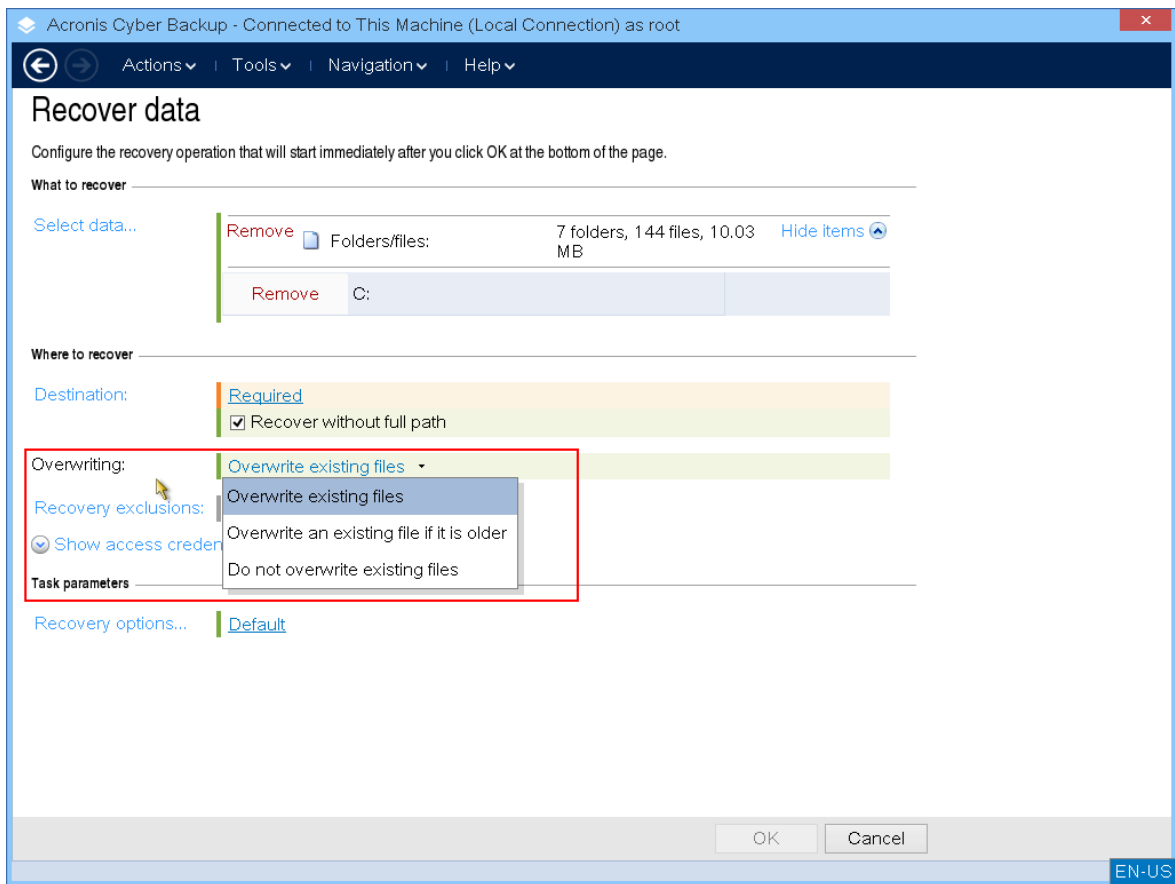 Acronis Cyber Backup - Connected to This Machine (Local Connection) as root
Actions Tools Navigation Help
Recover data
Configure the recovery operation that will start immediately after you click OK at the bottom of the page.
What to recover
Select data...
Remove Folders/files: 7 folders, 144 files, 10.03 MB Hide items
Remove C:
Where to recover
Destination: Required
Recover without full path
Overwriting: Overwrite existing files
Overwrite existing files
Recovery exclusions:
Overwrite an existing file if it is older
Show access creden
Do not overwrite existing files
Task parameters
Recovery options... Default
OK Cancel
EN-US